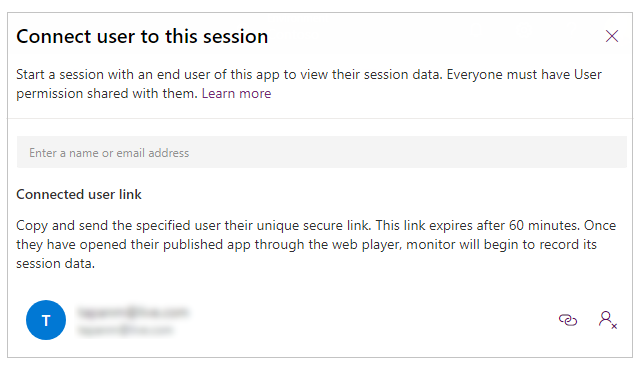 Connect user to this session
Start a session with an end user of this app to view their session data. Everyone must have User
permission shared with them. Learn more
Enter a name or email address
Connected user link
Copy and send the specified user their unique secure link. This link expires after 60 minutes. Once
they have opened their published app through the web player, monitor will begin to record its
session data.
T